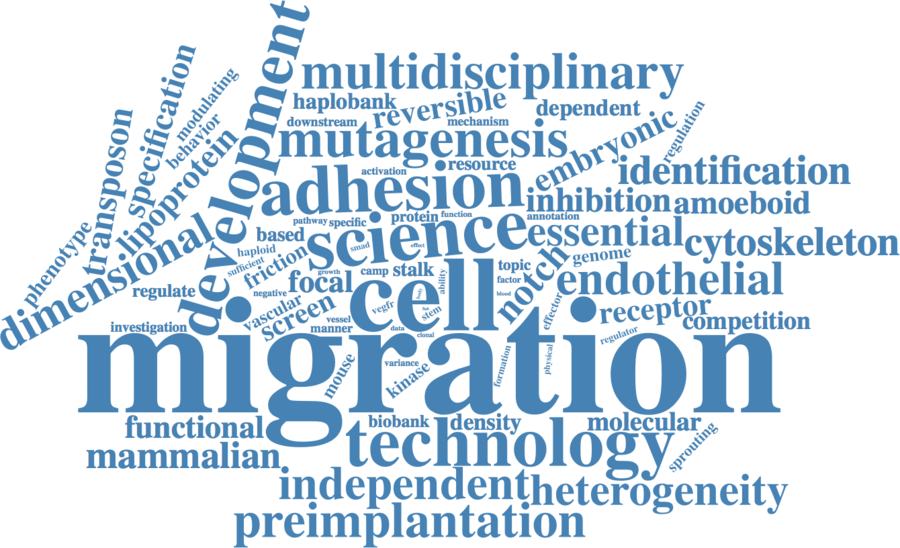 development
multidisciplinary
specification
modulating
haplobank
reversible
dependent
downstream
mechanism
transposon
behavior
lipoprotein
mutagenesis
embryonic
regulation
activation
resource
identification
adhesion
inhibition
amoeboid
phenotype
dimensional
pathway
specific
protein
function
annotation
based
science
essential
cytoskeleton
haploid
smad
effect
notch
genome
sufficient
friction
growth
camp
stalk
topic
factor
endothelial
regulate
negative
focal
cell
ability
blood
vascular
screen
vegfr
stem
effector
receptor
vessel
manner
investigation
data
clonal
regulator
competition
migration
mouse
variance
kinase
formation
physical
functional
biobank
density
molecular
mammalian
technology
sprouting
independent
heterogeneity
preimplantation